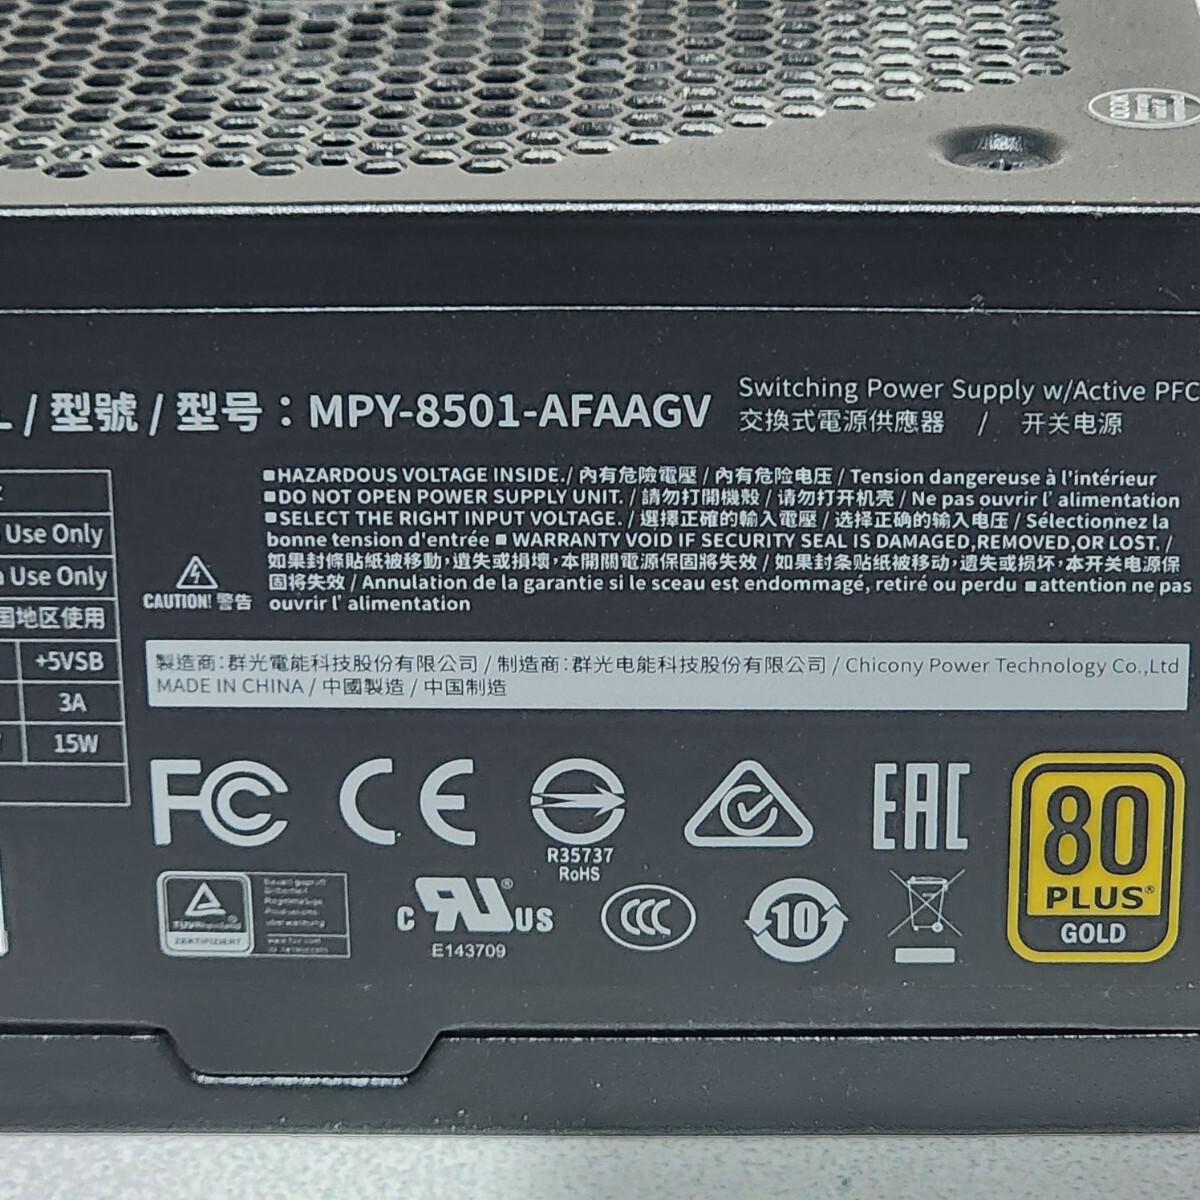 / 型號 / 型号：MPY-8501-AFAAGV
Switching Power Supply w/Active PFC
交換式電源供應器 / 开关电源
Use Only
Use Only
地区使用
+5VSB
3A
15W
■HAZARDOUS VOLTAGE INSIDE. / 內有危險電壓 / 內有危险电压 / Tension dangereuse à l'intérieur
■DO NOT OPEN POWER SUPPLY UNIT. / 請勿打開機殼 / 请勿打开机壳 / Ne pas ouvrir l' alimentation
■SELECT THE RIGHT INPUT VOLTAGE. / 選擇正確的輸入電壓 / 选择正确的输入电压 / Sélectionnez la
bonne tension d'entrée ■ WARRANTY VOID IF SECURITY SEAL IS DAMAGED,REMOVED,OR LOST. /
如果封條貼紙被移動，遺失或損壞，本開關電源保固將失效 / 如果封条贴纸被移动，遗失或损坏，本开关电源保
固将失效 / Annulation de la garantie si le sceau est endommagé, retiré ou perdu ■attention ne pas
ouvrir l' alimentation
CAUTION! 警告
製造商：群光電能科技股份有限公司 / 制造商：群光电能科技股份有限公司 / Chicony Power Technology Co.,Ltd
MADE IN CHINA / 中國製造 / 中国制造
FC CE
R35737
RoHS
EAC
80
PLUS®
GOLD
TÜVRheinland
ZERTIFIZIERT
Bauart geprüft
Sicherheit
c RU ® US
E143709
CCC
10